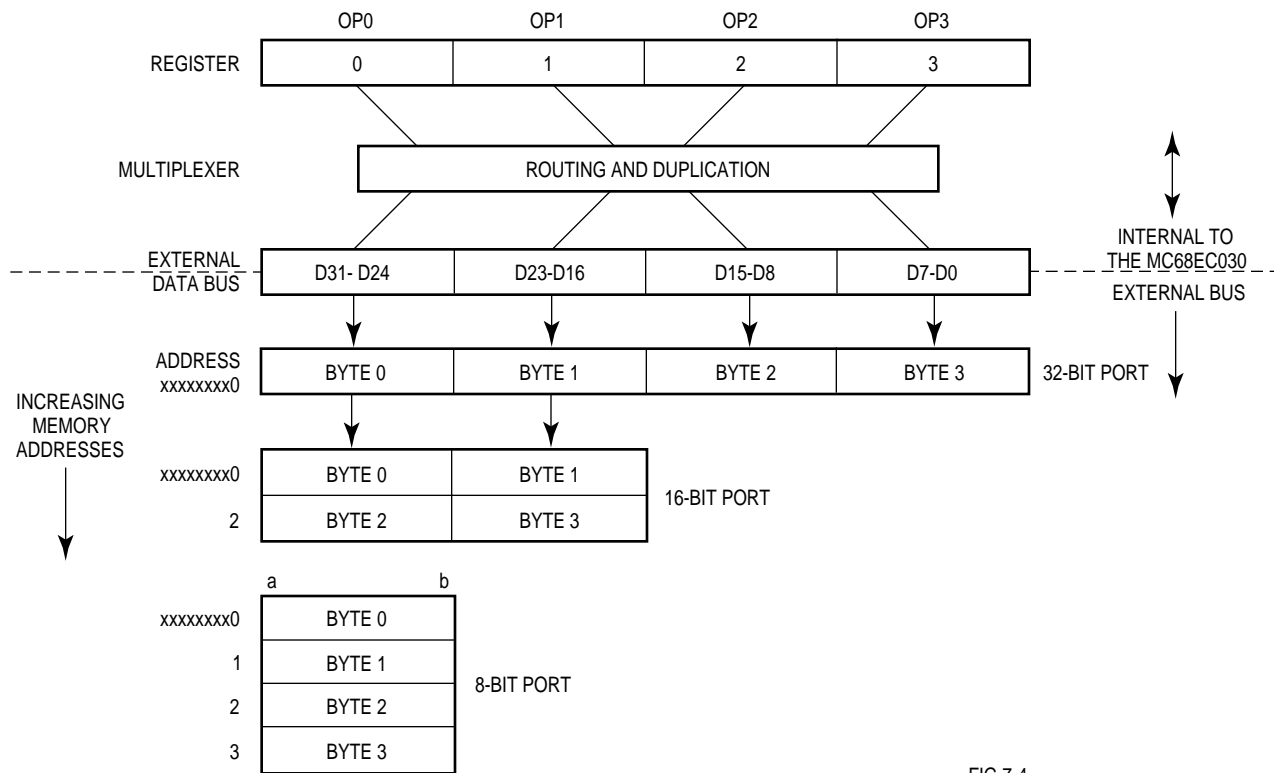 OP0 OP1 OP2 OP3
REGISTER 0 1 2 3
MULTIPLEXER ROUTING AND DUPLICATION
INTERNAL TO
THE MC68EC030
EXTERNAL
DATA BUS
D31- D24 D23-D16 D15-D8 D7-D0
EXTERNAL BUS
ADDRESS
xxxxxxxx0 BYTE 0 BYTE 1 BYTE 2 BYTE 3 32-BIT PORT
INCREASING
MEMORY
ADDRESSES
xxxxxxxx0 BYTE 0 BYTE 1
16-BIT PORT
2 BYTE 2 BYTE 3
a b
xxxxxxxx0 BYTE 0
1 BYTE 1
8-BIT PORT
2 BYTE 2
3 BYTE 3